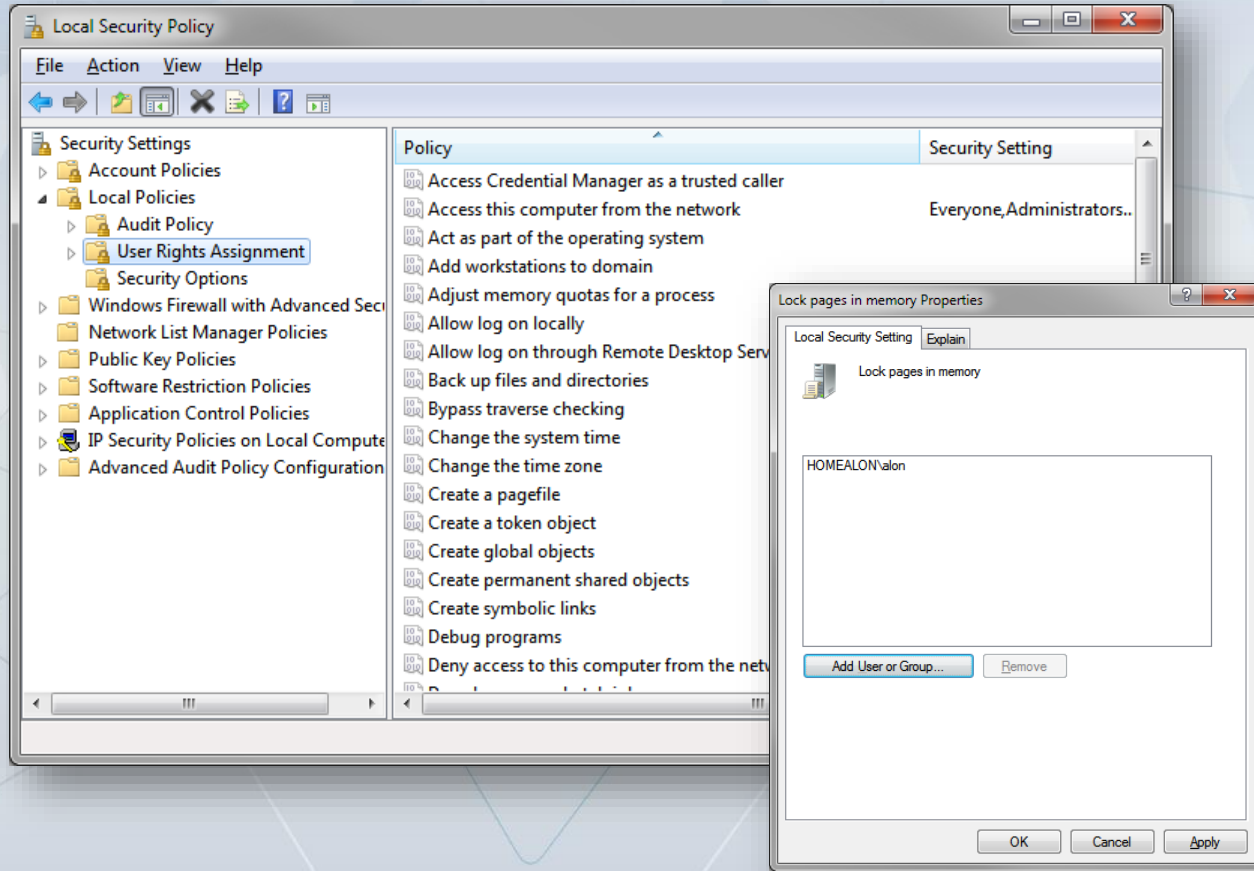 Local Security Policy
File Action View Help
Security Settings
Account Policies
Local Policies
Audit Policy
User Rights Assignment
Security Options
Windows Firewall with Advanced Secu
Network List Manager Policies
Public Key Policies
Software Restriction Policies
Application Control Policies
IP Security Policies on Local Compute
Advanced Audit Policy Configuration
Policy Security Setting
Access Credential Manager as a trusted caller
Access this computer from the network Everyone,Administrators..
Act as part of the operating system
Add workstations to domain
Adjust memory quotas for a process
Allow log on locally
Allow log on through Remote Desktop Serv
Back up files and directories
Bypass traverse checking
Change the system time
Change the time zone
Create a pagefile
Create a token object
Create global objects
Create permanent shared objects
Create symbolic links
Debug programs
Deny access to this computer from the netw
Lock pages in memory Properties
Local Security Setting Explain
Lock pages in memory
HOMEALON\alon
Add User or Group... Remove
OK Cancel Apply